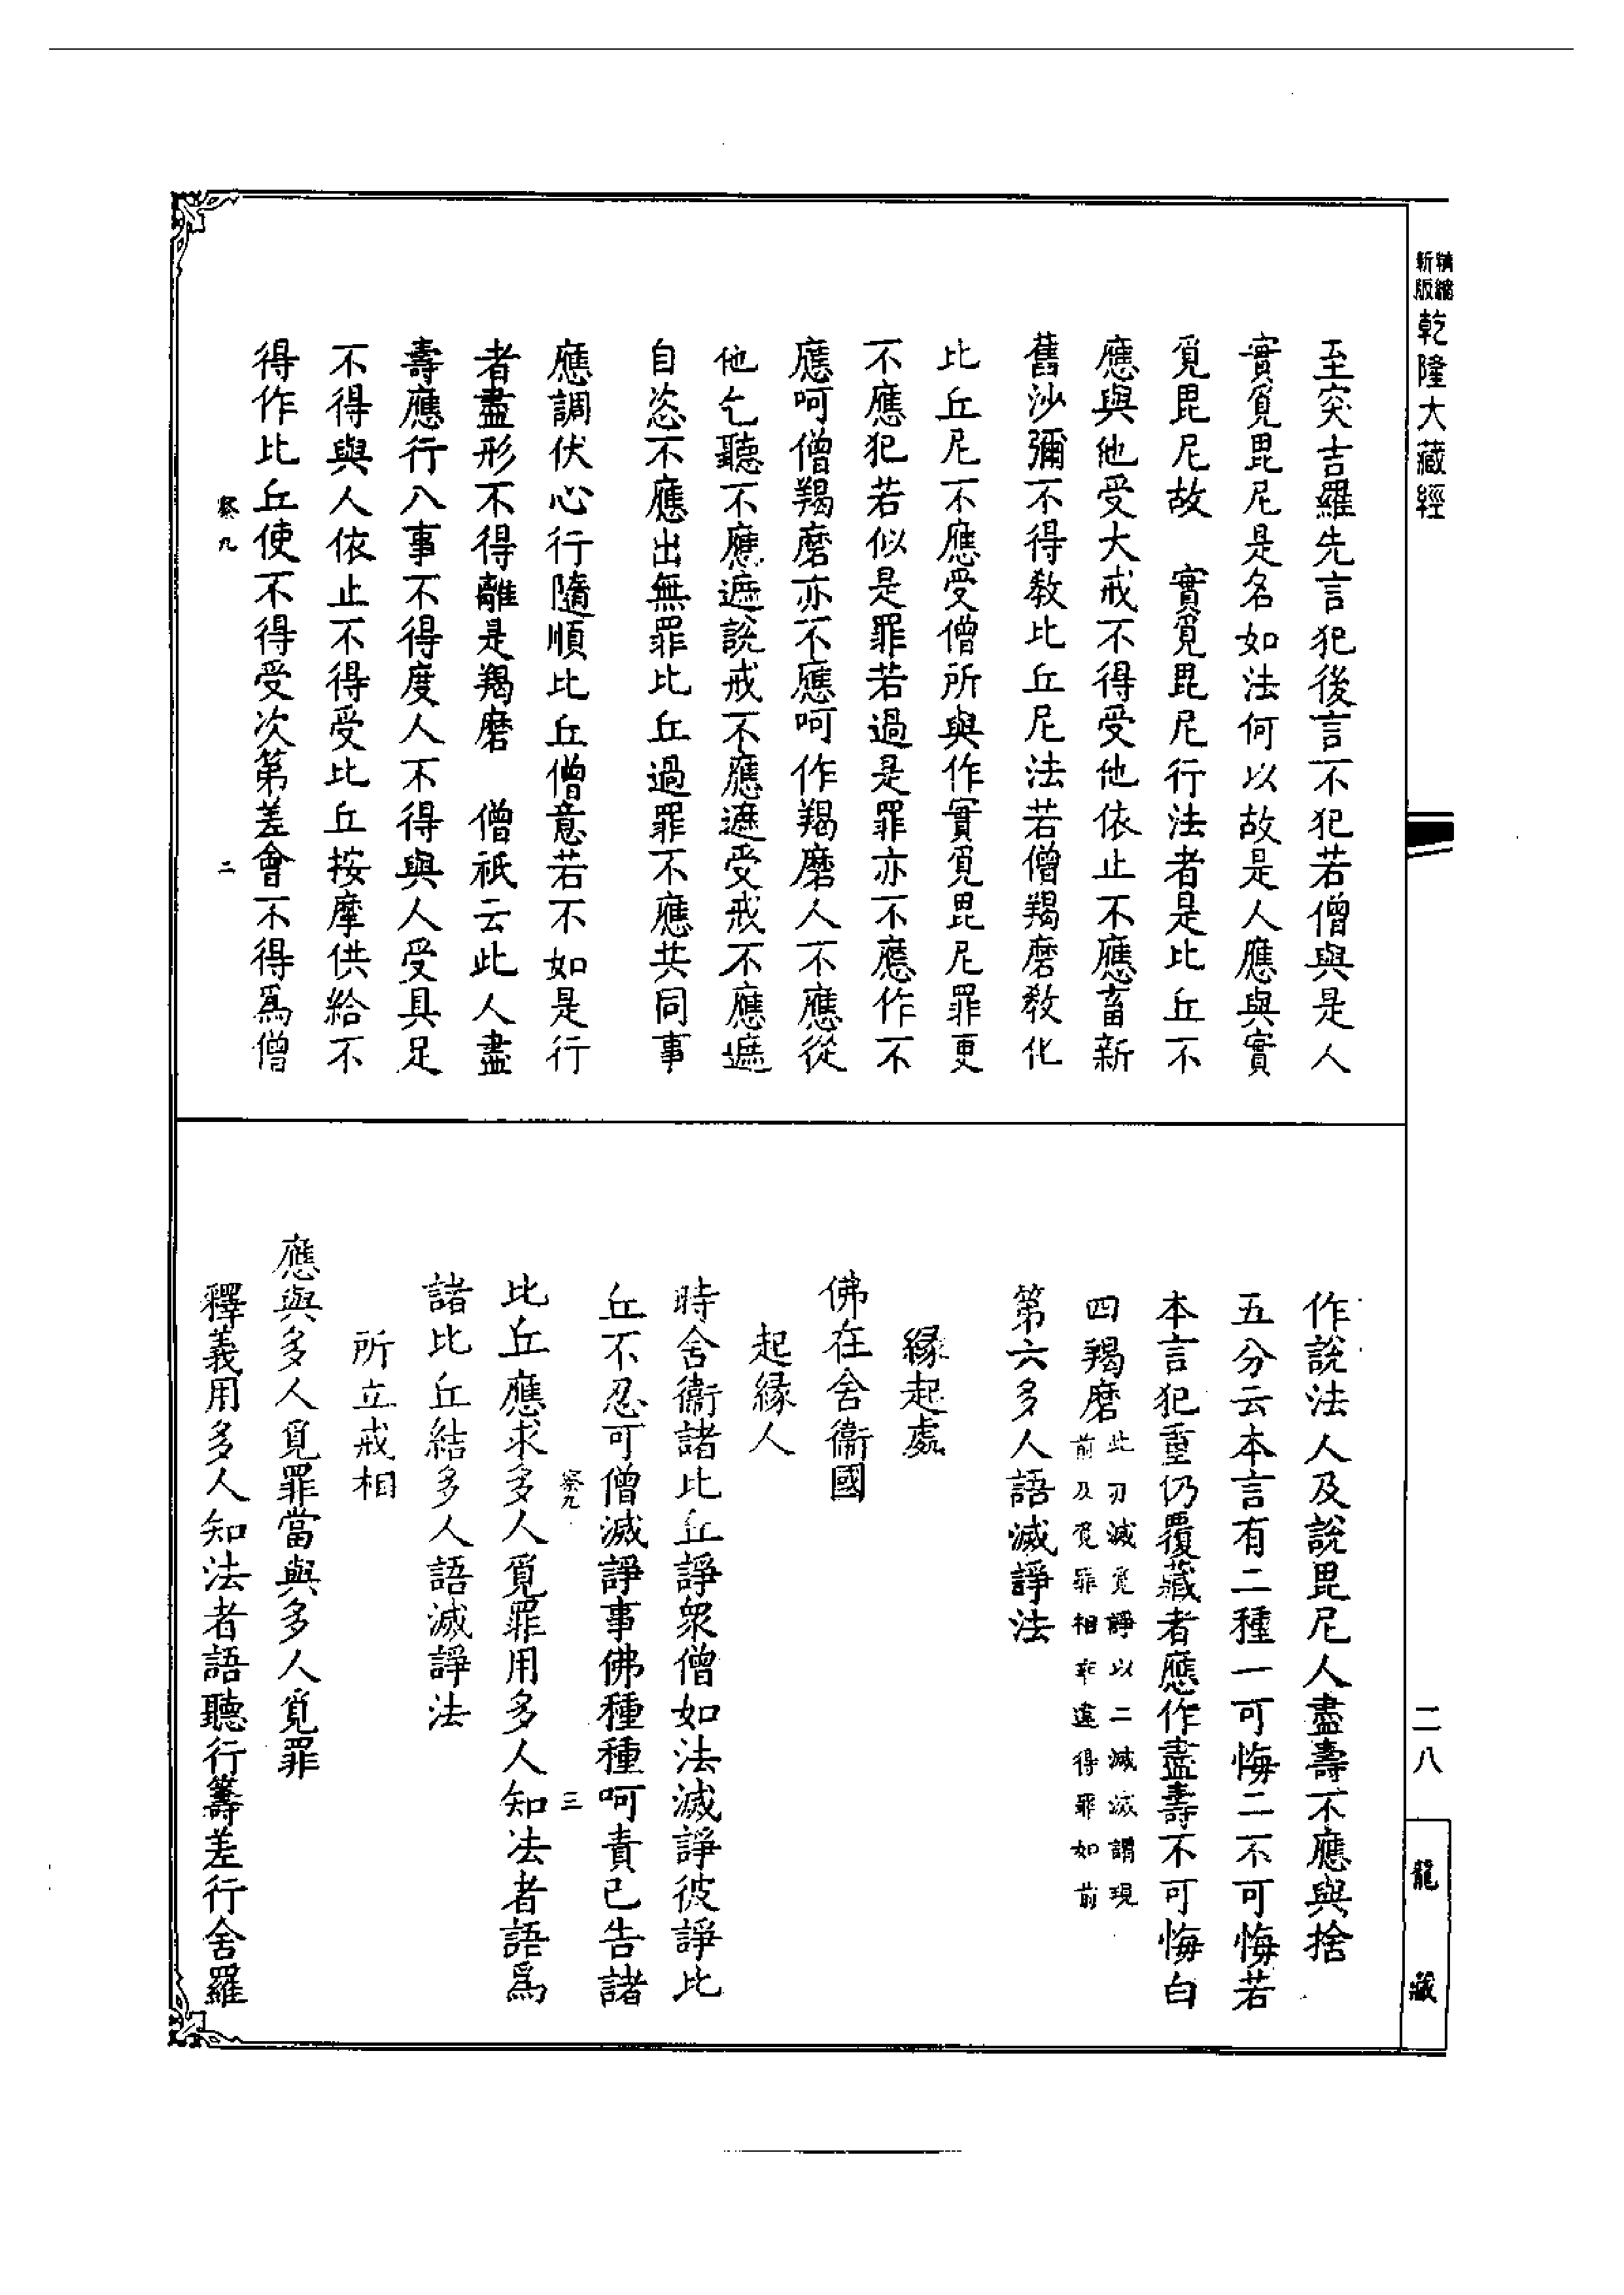 精縮新版乾隆大藏經
至突吉羅先言犯後言不犯若僧與是人
實覓毘尼是名如法何以故是人應與實
覓毘尼故　實覓毘尼行法者是比丘不
應與他受大戒不得受他依止不應畜新
舊沙彌不得教比丘尼法若僧羯磨教化
比丘尼不應受僧所與作實覓毘尼罪更
不應犯若似是罪若過是罪亦不應作不
應呵僧羯磨亦不應呵作羯磨人不應從
他乞聽不應遮說戒不應遮受戒不應遮
自恣不應出無罪比丘過罪不應共同事
應調伏心行隨順比丘僧意若不如是行
者盡形不得離是羯磨　僧祇云此人盡
壽應行八事不得度人不得與人受具足
不得與人依止不得受比丘按摩供給不
得作比丘使不得受次第差會不得為僧
察九　二
作說法人及說毘尼人盡壽不應與捨
五分云本言有二種一可悔二不可悔若
本言犯重仍覆藏者應作盡壽不可悔白
四羯磨此乃滅覓諍以二滅滅謂現
前及覓罪相乖違得罪如前
第六多人語滅諍法
緣起處
佛在舍衞國
起緣人
時舍衞諸比丘諍眾僧如法滅諍彼諍比
丘不忍可僧滅諍事佛種種呵責已告諸
察九　三
比丘應求多人覓罪用多人知法者語為
諸比丘結多人語滅諍法
所立戒相
應與多人覓罪當與多人覓罪
釋義用多人知法者語聽行籌差行舍羅
二八
龍藏